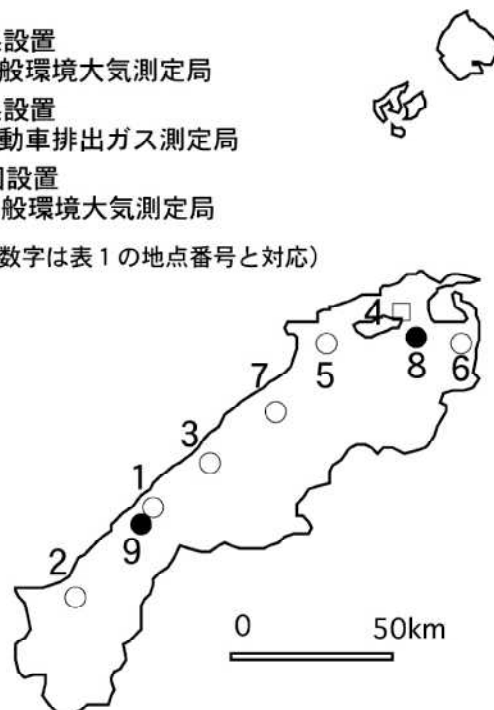 設置
般環境大気測定局
設置
動車排出ガス測定局
設置
般環境大気測定局
数字は表1の地点番号と対応）
4
8
6
5
7
3
1
9
2
0
50km